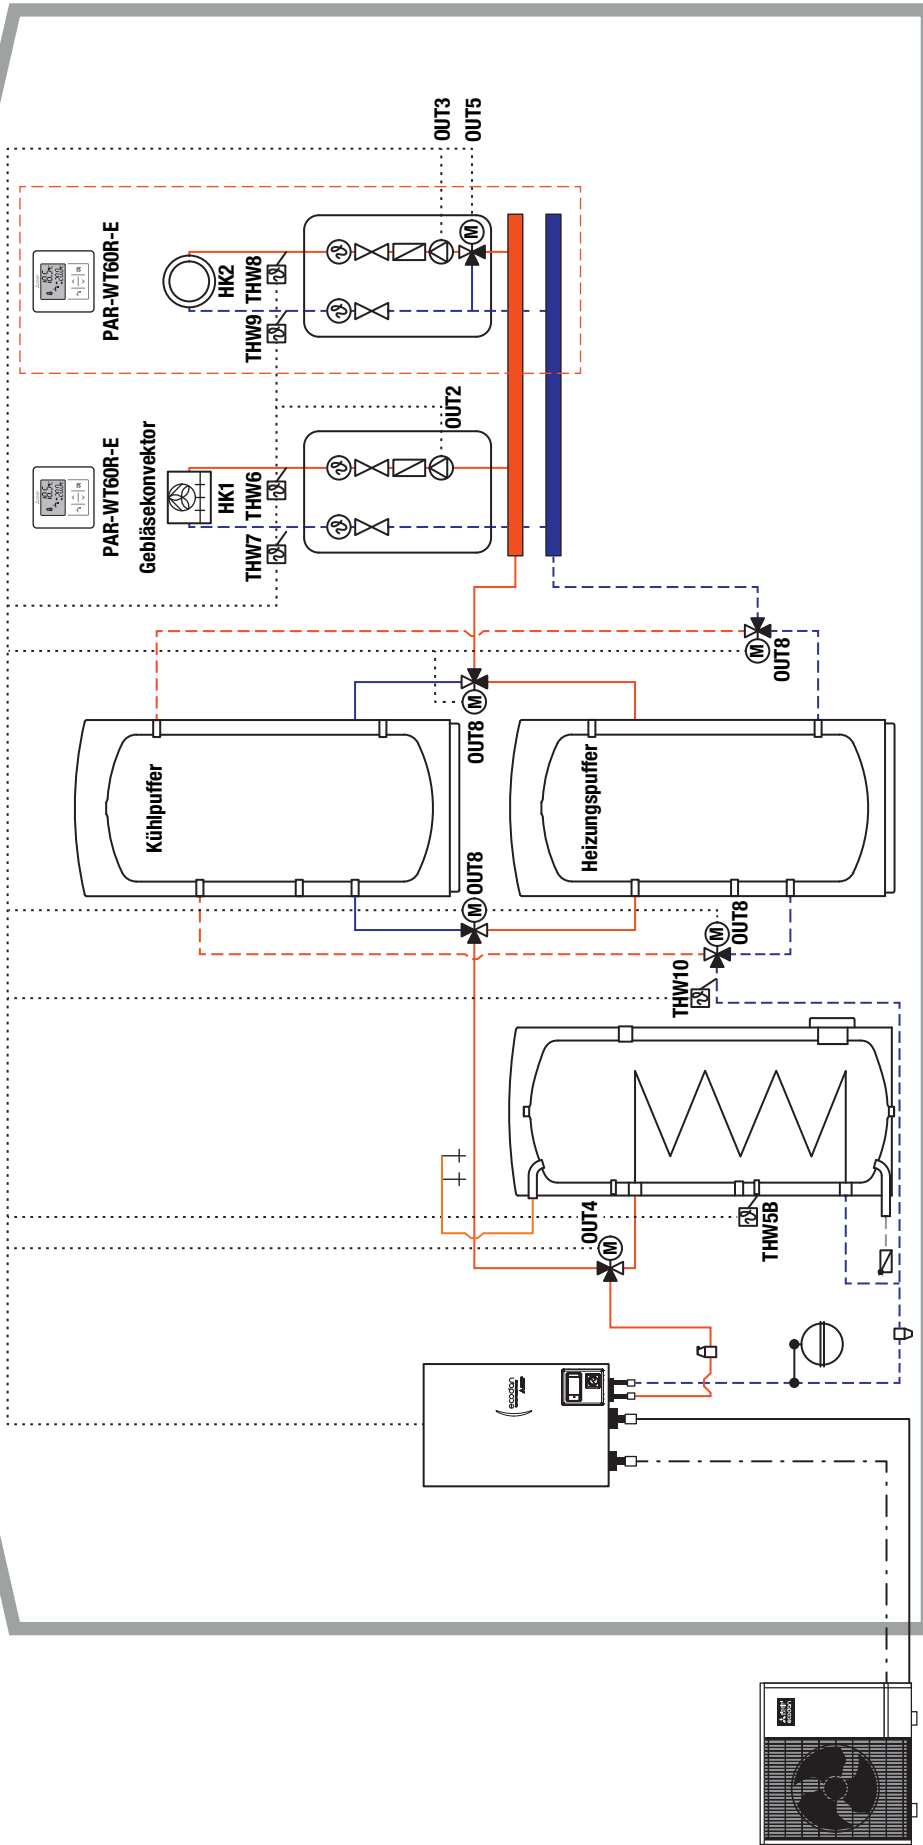 OUT3
OUT5
PAR-WT60R-E
HK2
THW8
THW9
OUT2
PAR-WT60R-E
Gebläsekonvektor
HK1
THW6
THW7
OUT8
OUT8
Kühlpuffer
Heizungspuffer
OUT8
OUT8
THW10
OUT4
THW5B
M
M
M
M
M
M
ecodan
ecodan